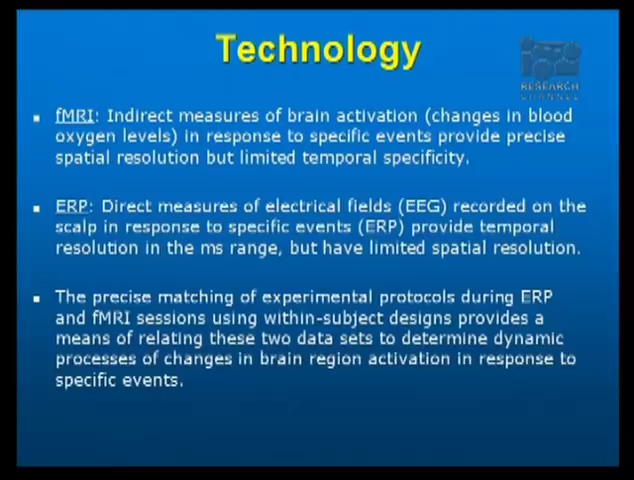 Technology
RESEARCH
CHANNEL
fMRI: Indirect measures of brain activation (changes in blood
oxygen levels) in response to specific events provide precise
spatial resolution but limited temporal specificity.
ERP: Direct measures of electrical fields (EEG) recorded on the
scalp in response to specific events (ERP) provide temporal
resolution in the ms range, but have limited spatial resolution.
The precise matching of experimental protocols during ERP
and fMRI sessions using within-subject designs provides a
means of relating these two data sets to determine dynamic
processes of changes in brain region activation in response to
specific events.